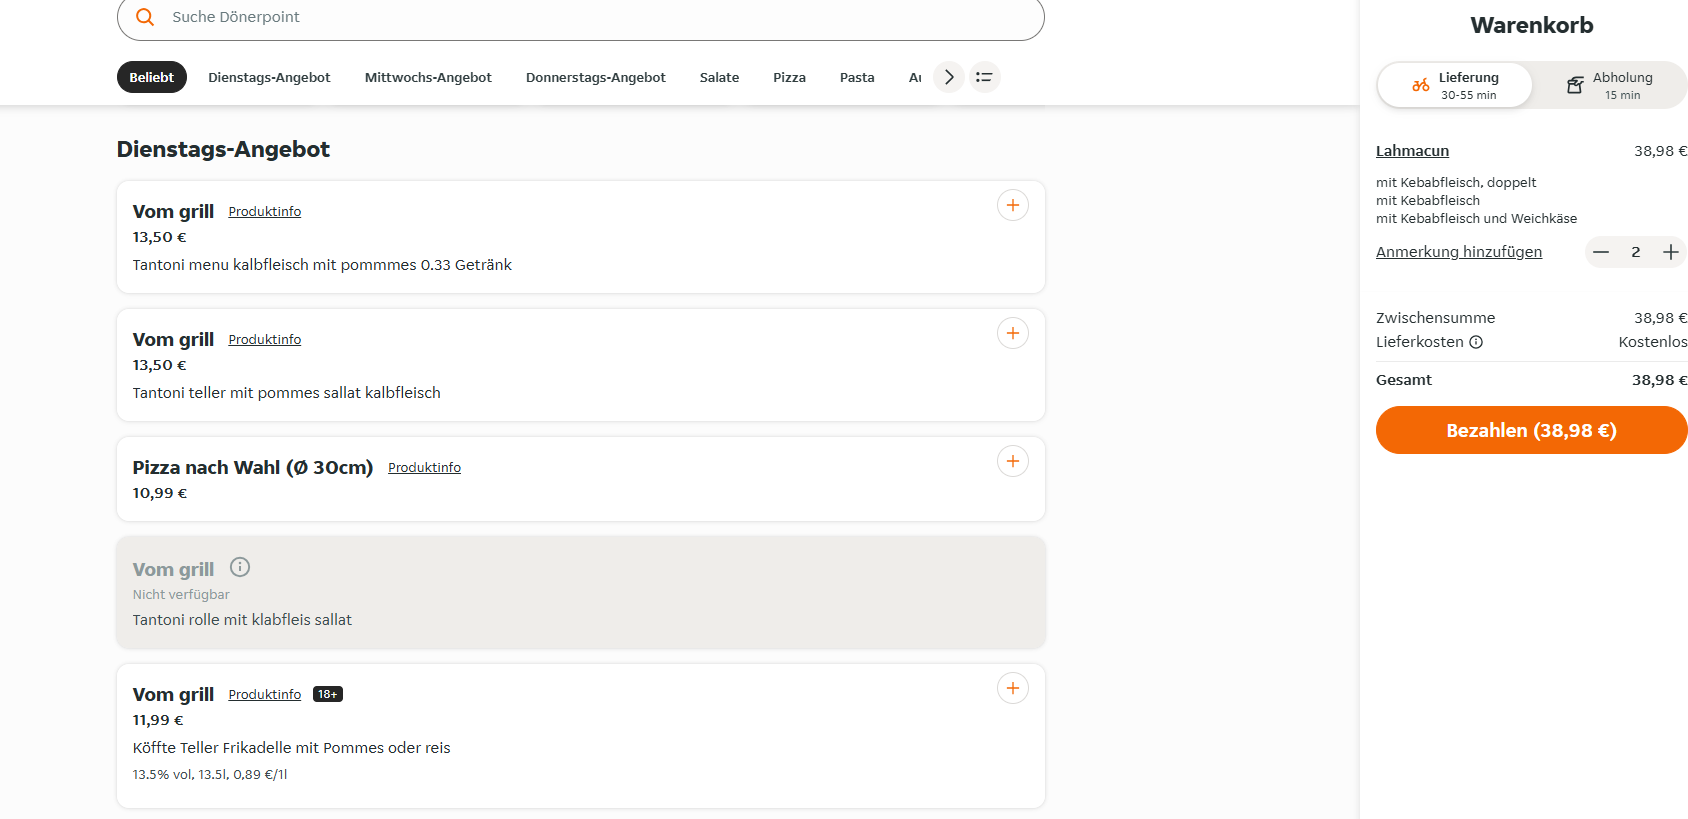 Suche Dönerpoint
Beliebt
Dienstags-Angebot
Mittwochs-Angebot
Donnerstags-Angebot
Salate
Pizza
Pasta
Dienstags-Angebot
Vom grill Produktinfo
13,50 €
Tantoni menu kalbfleisch mit pommmes 0.33 Getränk
Vom grill Produktinfo
13,50 €
Tantoni teller mit pommes sallat kalbfleisch
Pizza nach Wahl (Ø 30cm) Produktinfo
10,99 €
Vom grill
Nicht verfügbar
Tantoni rolle mit klabfleis sallat
Vom grill Produktinfo 18+
11,99 €
Köffte Teller Frikadelle mit Pommes oder reis
13.5% vol, 13.5l, 0,89 €/1l
Warenkorb
Lieferung
30-55 min
Abholung
15 min
Lahmacun 38,98 €
mit Kebabfleisch, doppelt
mit Kebabfleisch
mit Kebabfleisch und Weichkäse
Anmerkung hinzufügen 2
Zwischensumme 38,98 €
Lieferkosten Kostenlos
Gesamt 38,98 €
Bezahlen (38,98 €)